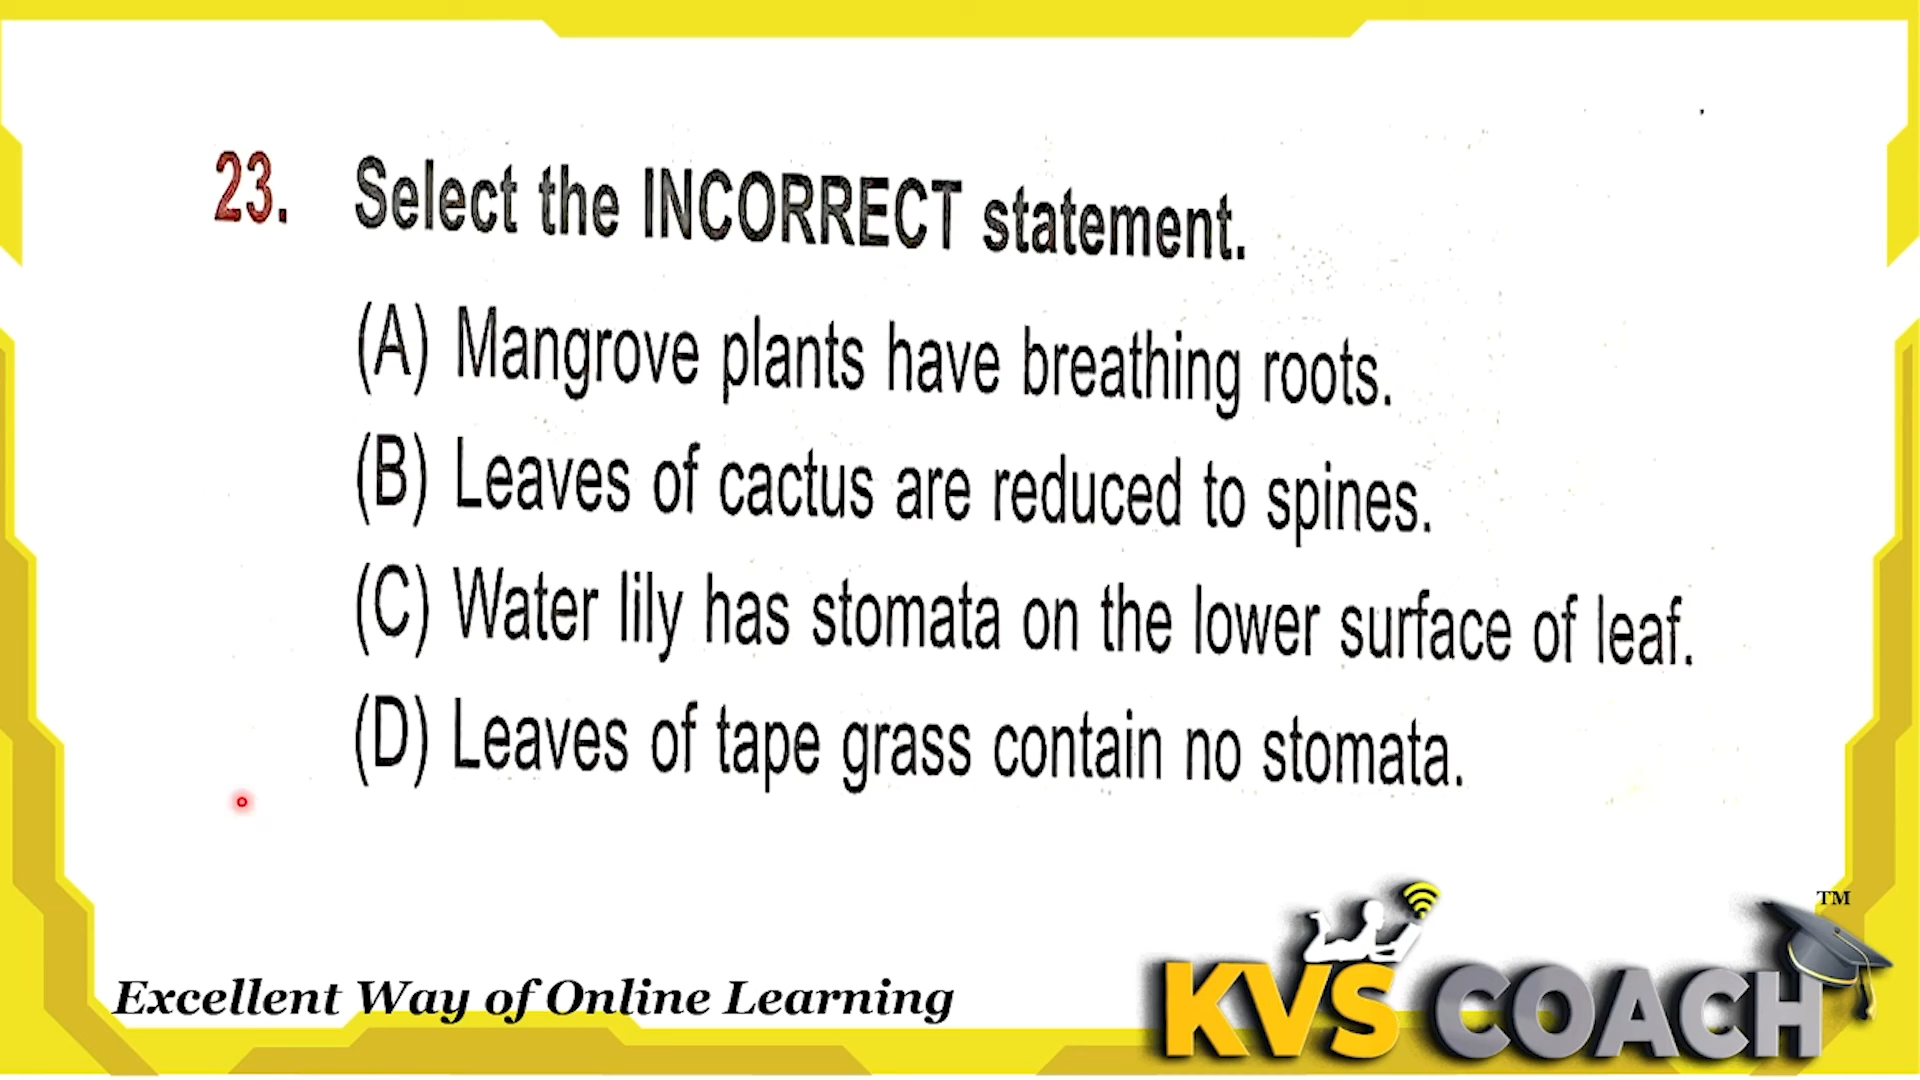 23. Select the INCORRECT statement.
(A) Mangrove plants have breathing roots.
(B) Leaves of cactus are reduced to spines.
(C) Water lily has stomata on the lower surface of leaf.
(D) Leaves of tape grass contain no stomata.
Excellent Way of Online Learning
KVS COACH TM